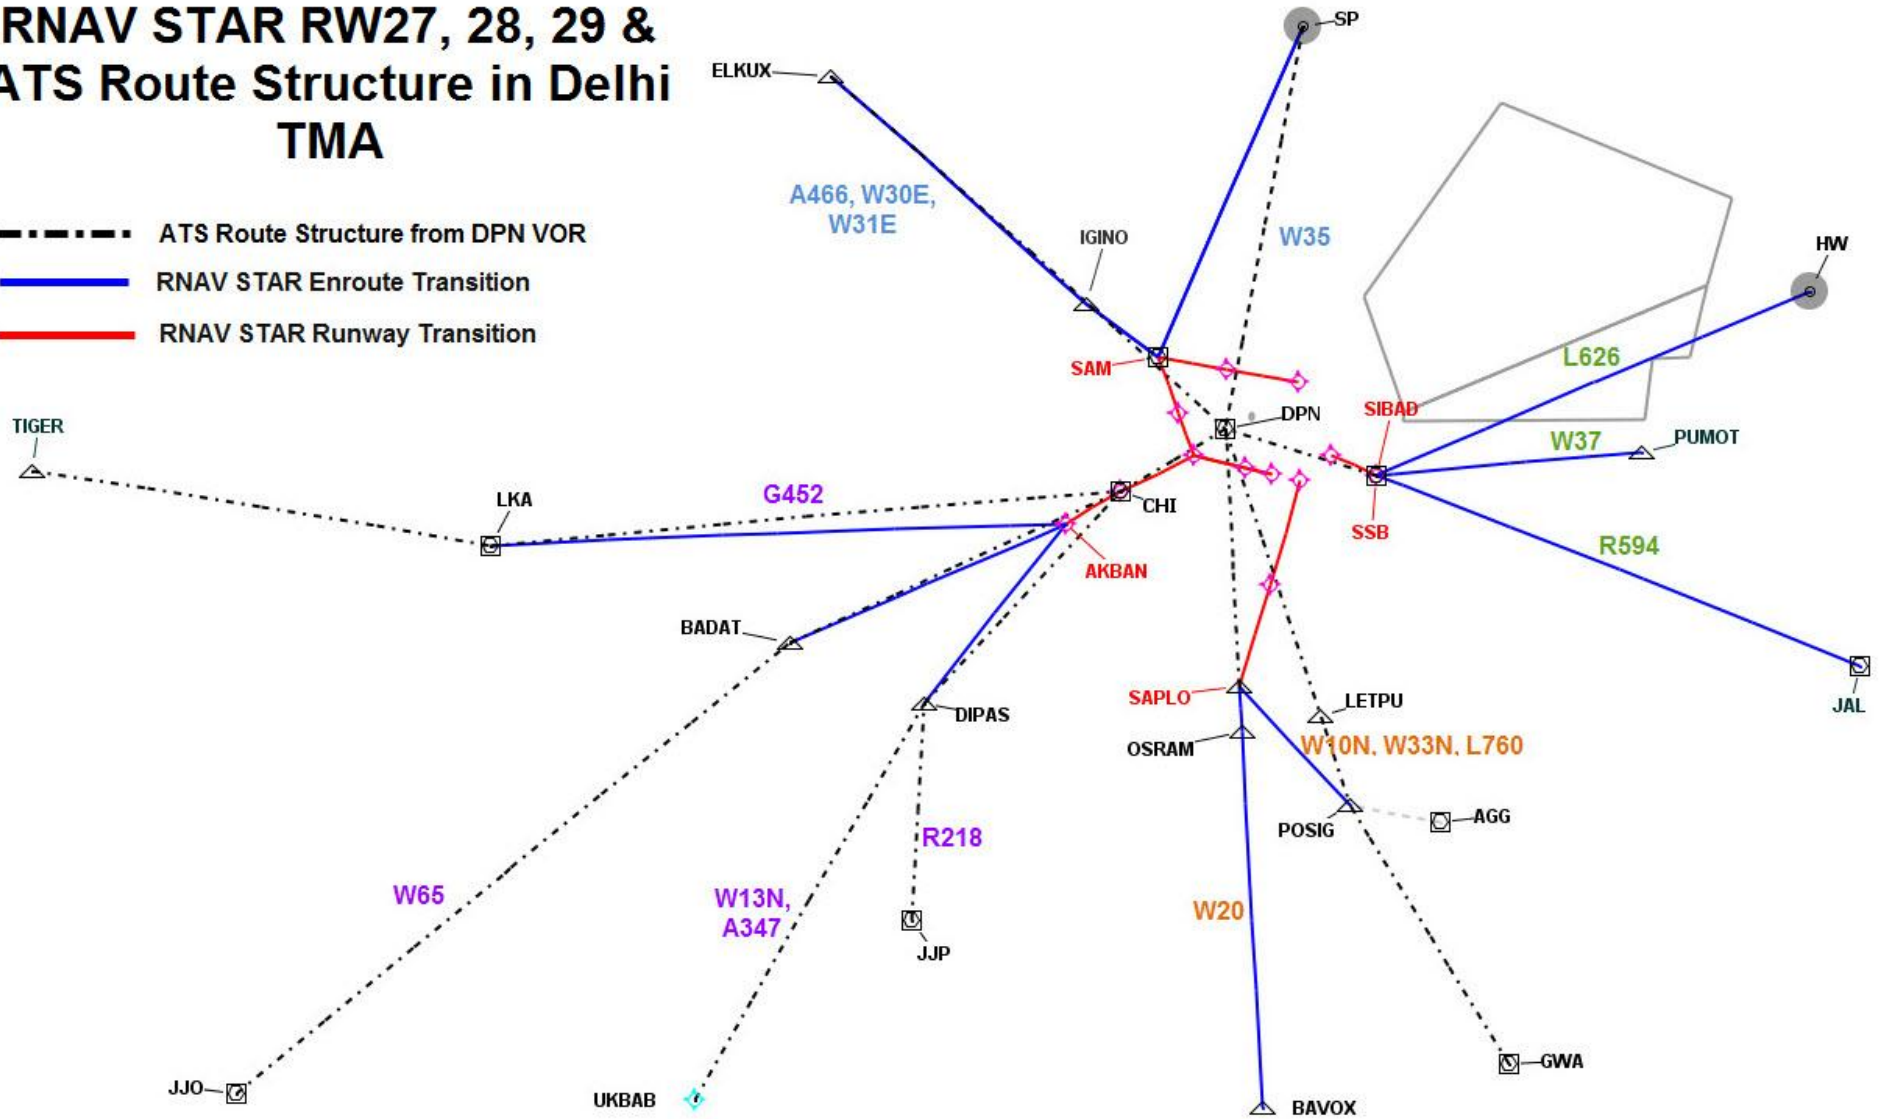 RNAV STAR RW27, 28, 29 &
ATS Route Structure in Delhi
TMA
ATS Route Structure from DPN VOR
RNAV STAR Enroute Transition
RNAV STAR Runway Transition
SP
ELKUX
A466, W30E,
W31E
IGINO
W35
HW
SAM
L626
DPN
SIBAD
W37
PUMOT
TIGER
LKA
G452
CHI
SSB
R594
AKBAN
BADAT
DIPAS
SAPLO
LETPU
JAL
OSRAM
W10N, W33N, L760
POSIG
AGG
R218
W65
W13N,
A347
W20
JJP
GWA
JJO
UKBAB
BAVOX